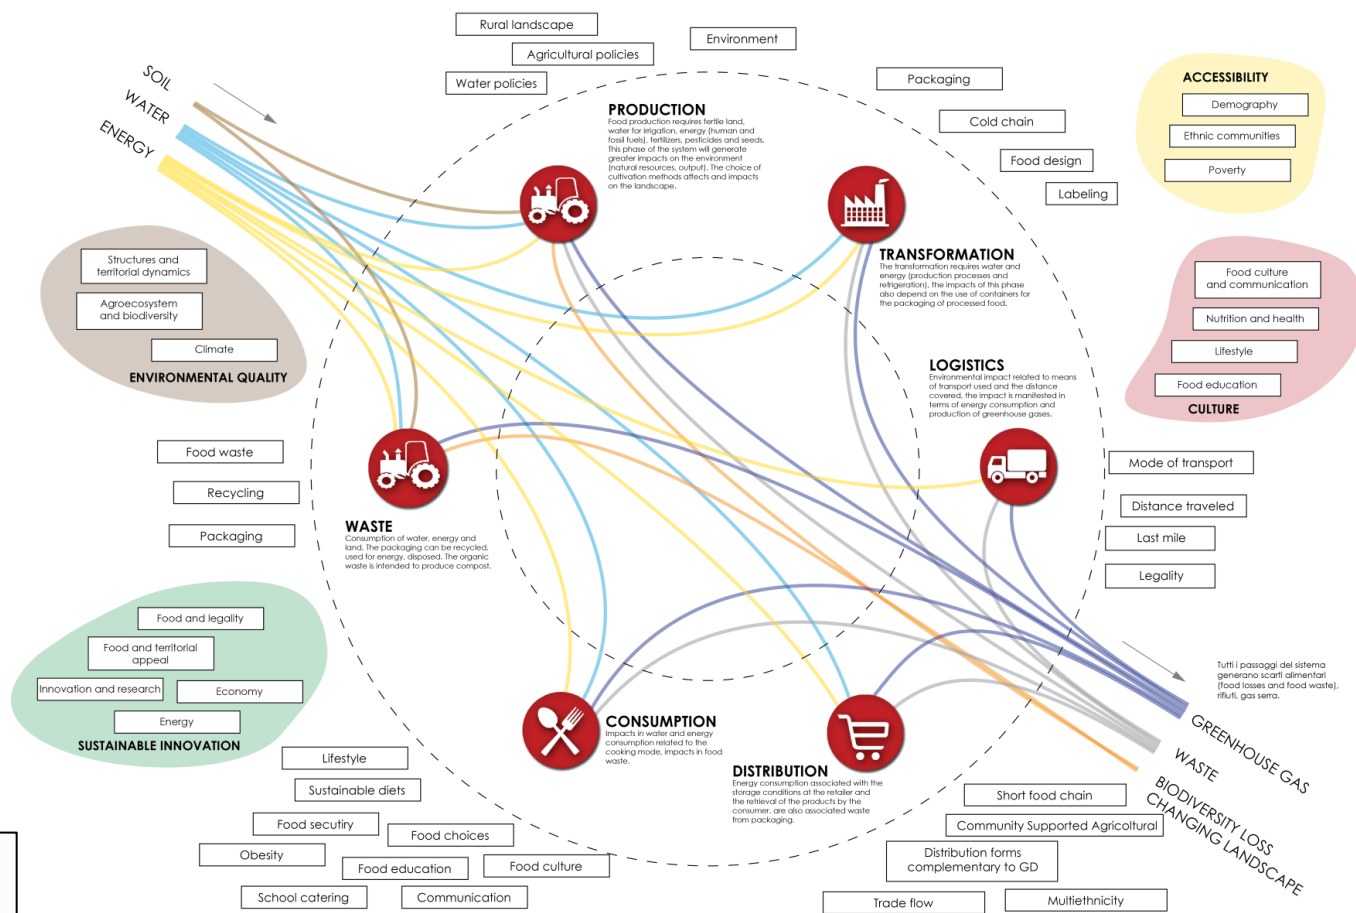 Rural landscape
Environment
Agricultural policies
Water policies
SOIL
WATER
ENERGY
Packaging
Cold chain
Food design
Labeling
ACCESSIBILITY
Demography
Ethnic communities
Poverty
PRODUCTION
Food production requires fertile land,
water for irrigation, energy (human and
fossil fuels), fertilizers, pesticides and seeds.
This phase of the system will generate
greater impacts on the environment
(natural resources, output). The choice of
cultivation methods affects and impacts
on the landscape.
TRANSFORMATION
The transformation requires water and
energy (production processes and
refrigeration), the impacts of this phase
also depend on the use of containers for
the packaging of processed food.
Structures and
territorial dynamics
Agroecosystem
and biodiversity
Climate
ENVIRONMENTAL QUALITY
Food culture
and communication
Nutrition and health
Lifestyle
Food education
CULTURE
LOGISTICS
Environmental impact related to means
of transport used and the distance
covered, the impact is manifested in
terms of energy consumption and
production of greenhouse gases.
Food waste
Recycling
Packaging
Mode of transport
Distance traveled
Last mile
Legality
WASTE
Consumption of water, energy and
land. The packaging can be recycled,
used for energy, disposed. The organic
waste is intended to produce compost.
Food and legality
Food and territorial
appeal
Innovation and research
Economy
Energy
SUSTAINABLE INNOVATION
Tutti i passaggi del sistema
generano scarti alimentari
(food losses and food waste),
rifiuti, gas serra.
CONSUMPTION
Impacts in water and energy
consumption related to the
cooking mode, impacts in food
waste.
DISTRIBUTION
Energy consumption associated with the
storage conditions at the retailer and
the retrieval of the products by the
consumer, are also associated waste
from packaging.
GREENHOUSE GAS
WASTE
BIODIVERSITY LOSS
CHANGING LANDSCAPE
Lifestyle
Sustainable diets
Food secutiry
Food choices
Obesity
Food education
Food culture
School catering
Communication
Short food chain
Community Supported Agricoltural
Distribution forms
complementary to GD
Trade flow
Multiethnicity